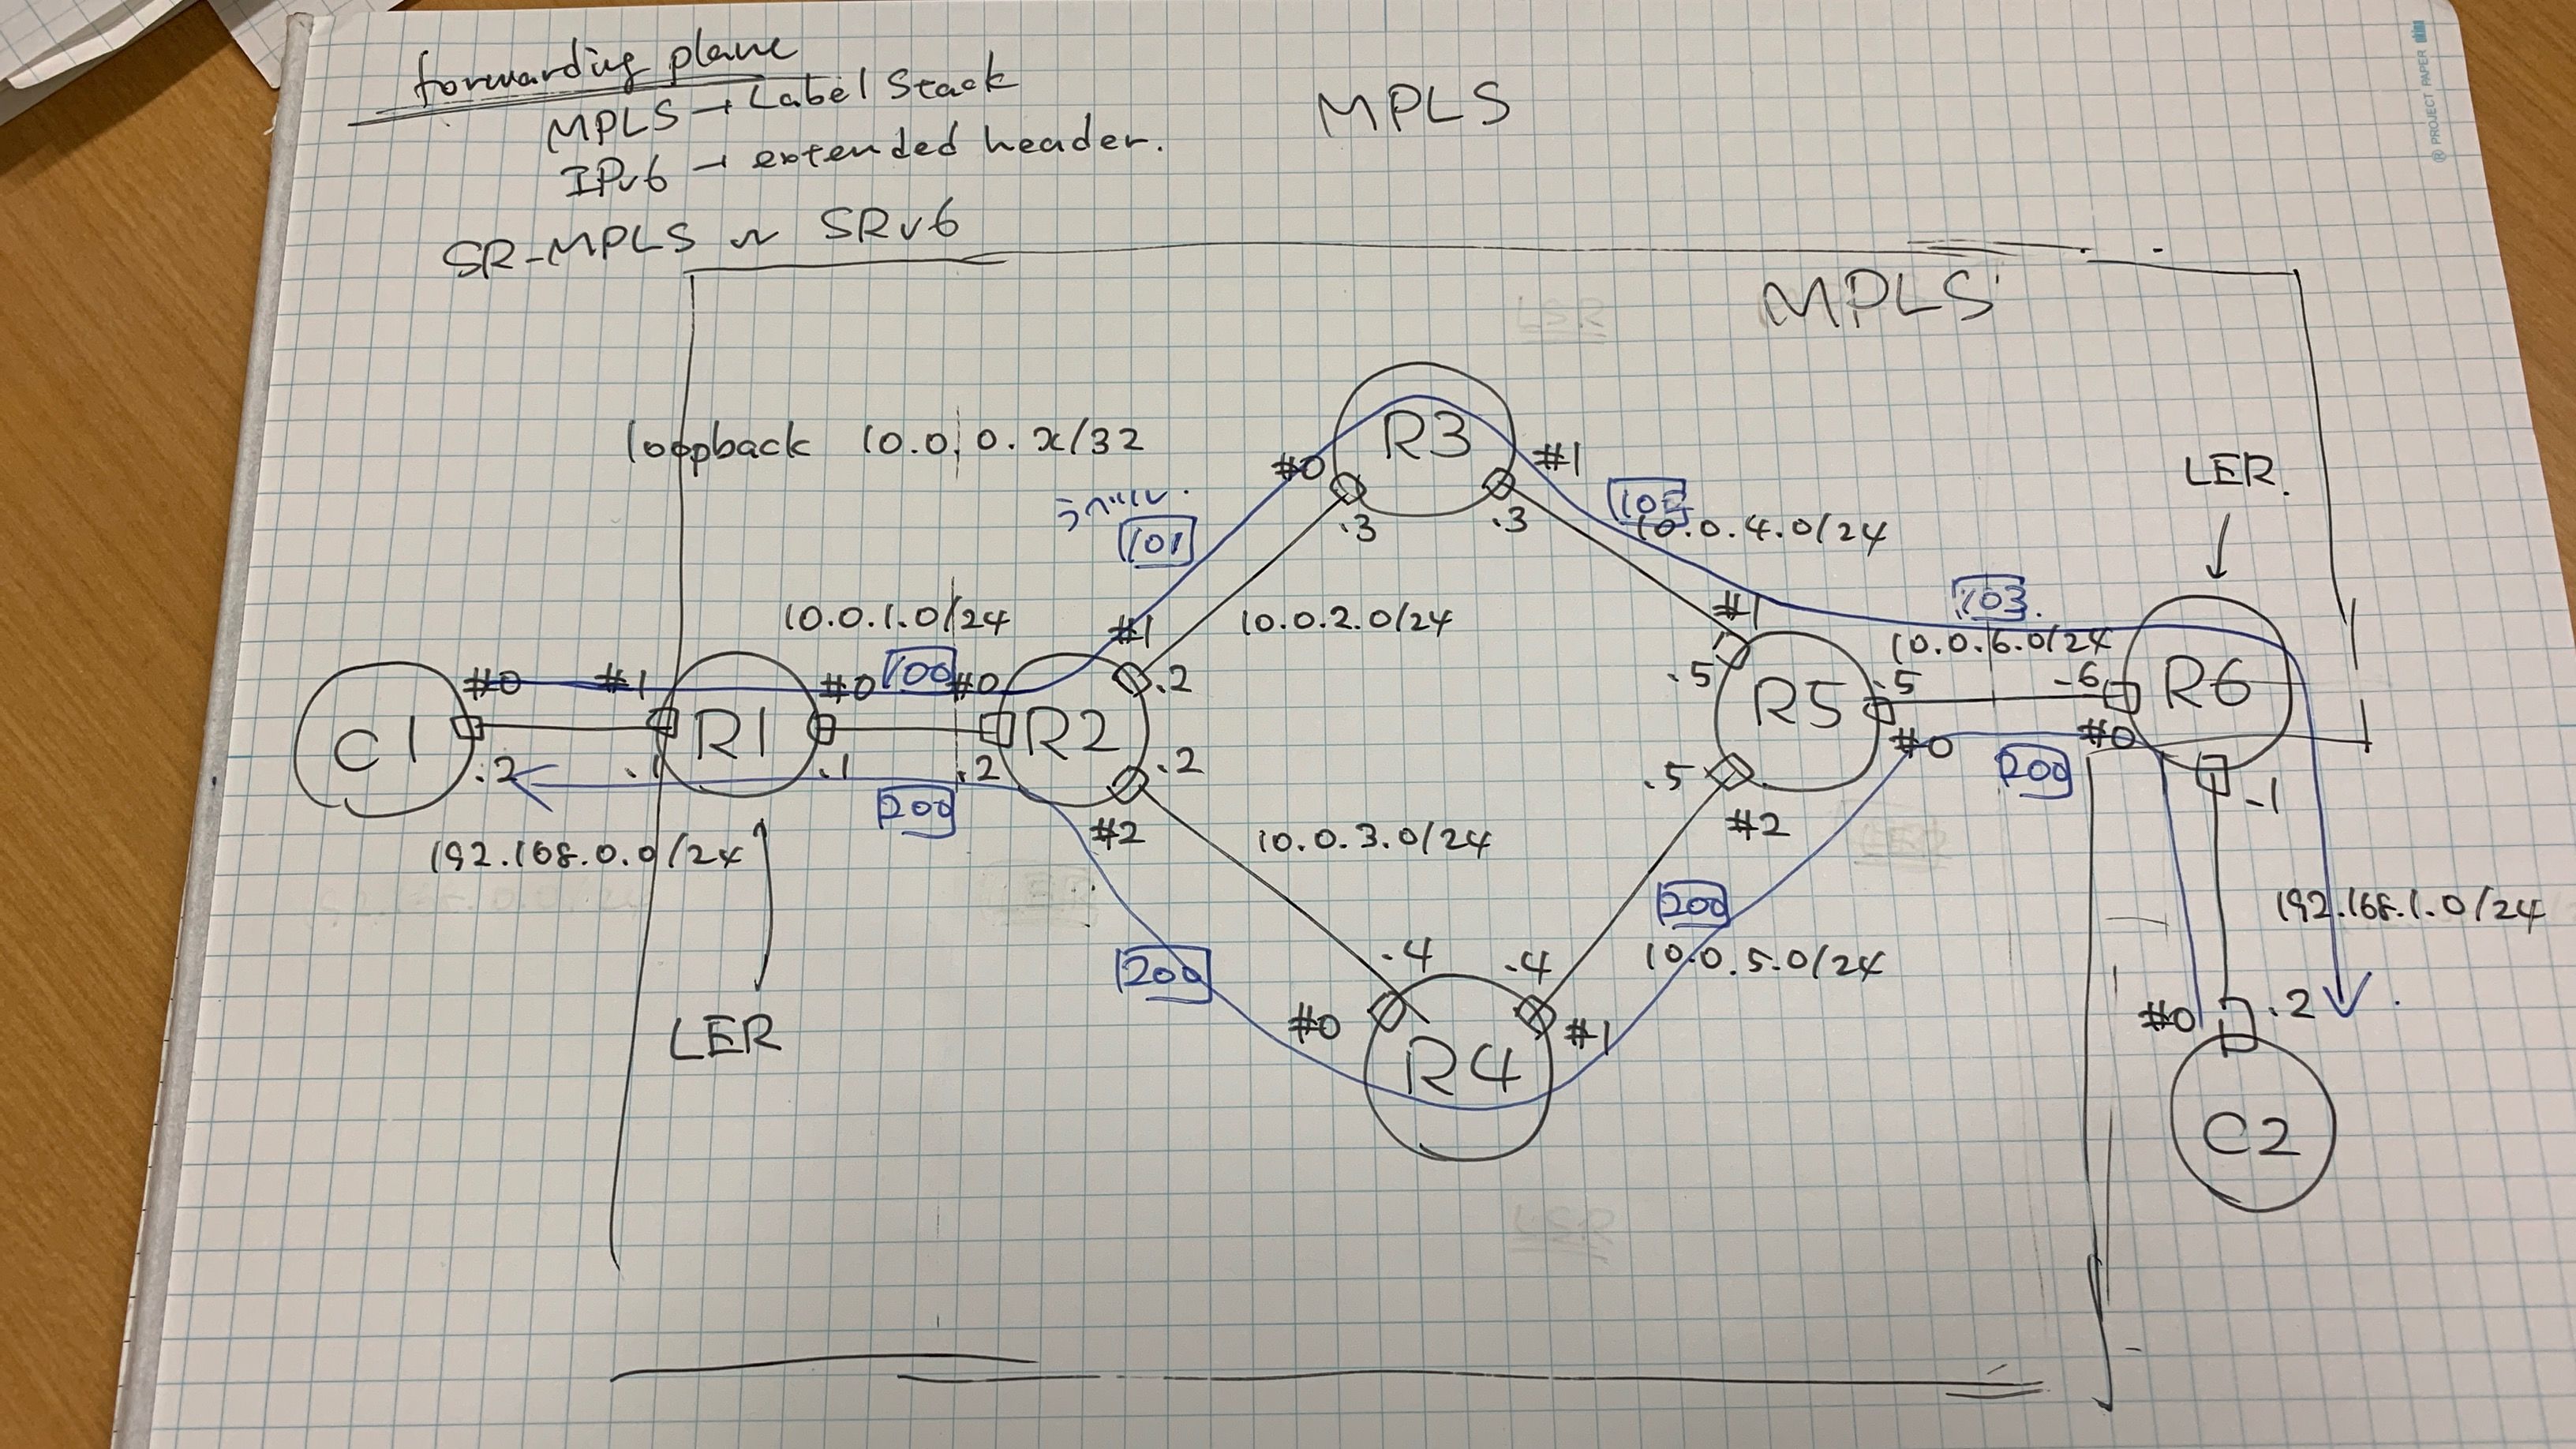 forwarding plane
MPLS → Label Stack
IPv6 → extended header.
SR-MPLS ~ SRv6
MPLS
® PROJECT PAPER
MPLS
loopback 10.0.0.x/32
R3
#0
#1
.3
.3
ラベル.
101
102
10.0.4.0/24
LER.
10.0.1.0/24
#1
10.0.2.0/24
#1
103.
10.0.6.0/24
C1
#0
#1
R1
#0
100
#0
R2
.2
.5
R5
.5
.6
R6
.2
.1
.1
.2
.2
#0
#0
200
200
#2
.5
#2
.1
192.168.0.0/24
10.0.3.0/24
200
192.168.1.0/24
LER
200
.4
.4
10.0.5.0/24
#0
#1
R4
#0
.2
C2